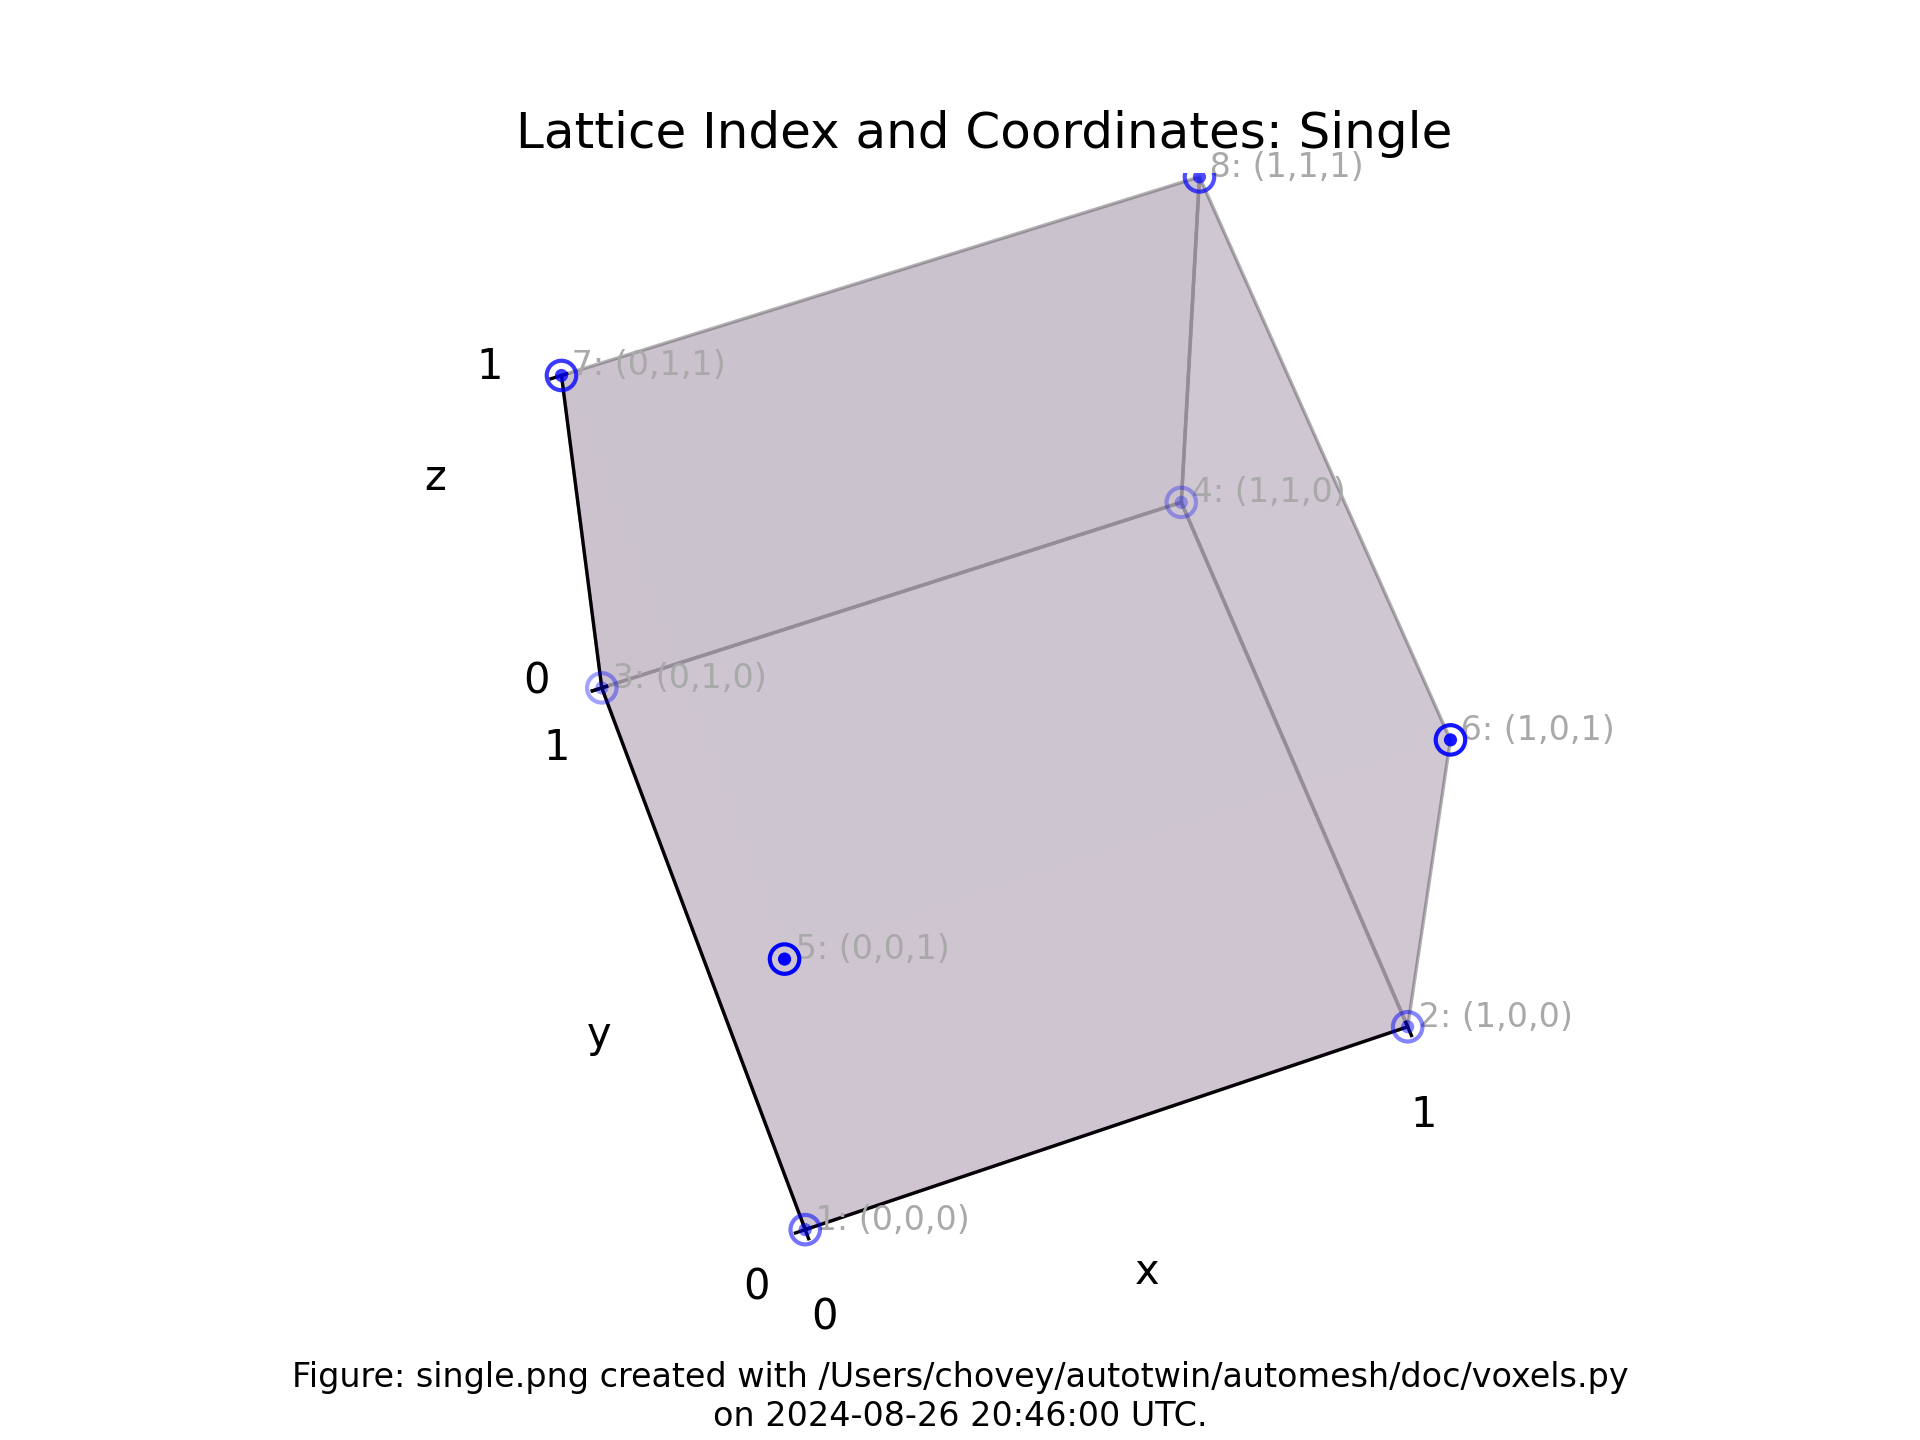 Lattice Index and Coordinates: Single
8: (1,1,1)
1
7: (0,1,1)
z
4: (1,1,0)
0
3: (0,1,0)
1
6: (1,0,1)
5: (0,0,1)
y
2: (1,0,0)
1
1: (0,0,0)
0
x
0
Figure: single.png created with /Users/chovey/autotwin/automesh/doc/voxels.py
on 2024-08-26 20:46:00 UTC.